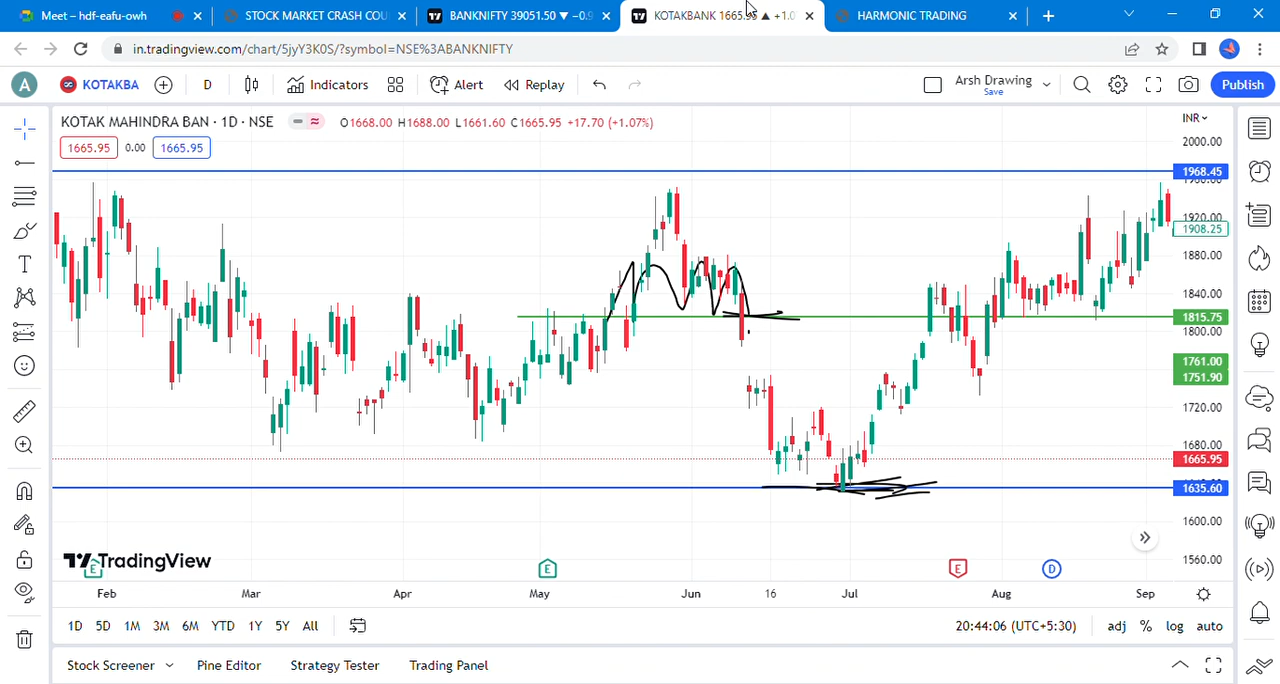 Meet – hdf-eafu-owh
STOCK MARKET CRASH COU
BANKNIFTY 39051.50 ▼ −0.9
KOTAKBANK 1665.95 ▲ +1.0
HARMONIC TRADING
in.tradingview.com/chart/5jyY3K0S/?symbol=NSE%3ABANKNIFTY
A
KOTAKBA
D
Indicators
Alert
Replay
Arsh Drawing
Save
Publish
KOTAK MAHINDRA BAN · 1D · NSE
O1668.00 H1688.00 L1661.60 C1665.95 +17.70 (+1.07%)
INR
1665.95
0.00
1665.95
2000.00
1968.45
1920.00
1908.25
1880.00
1840.00
1815.75
1800.00
1761.00
1751.90
1720.00
1680.00
1665.95
1635.60
1600.00
1560.00
TradingView
E
E
E
D
Feb
Mar
Apr
May
Jun
16
Jul
Aug
Sep
1D
5D
1M
3M
6M
YTD
1Y
5Y
All
20:44:06 (UTC+5:30)
adj
%
log
auto
Stock Screener
Pine Editor
Strategy Tester
Trading Panel